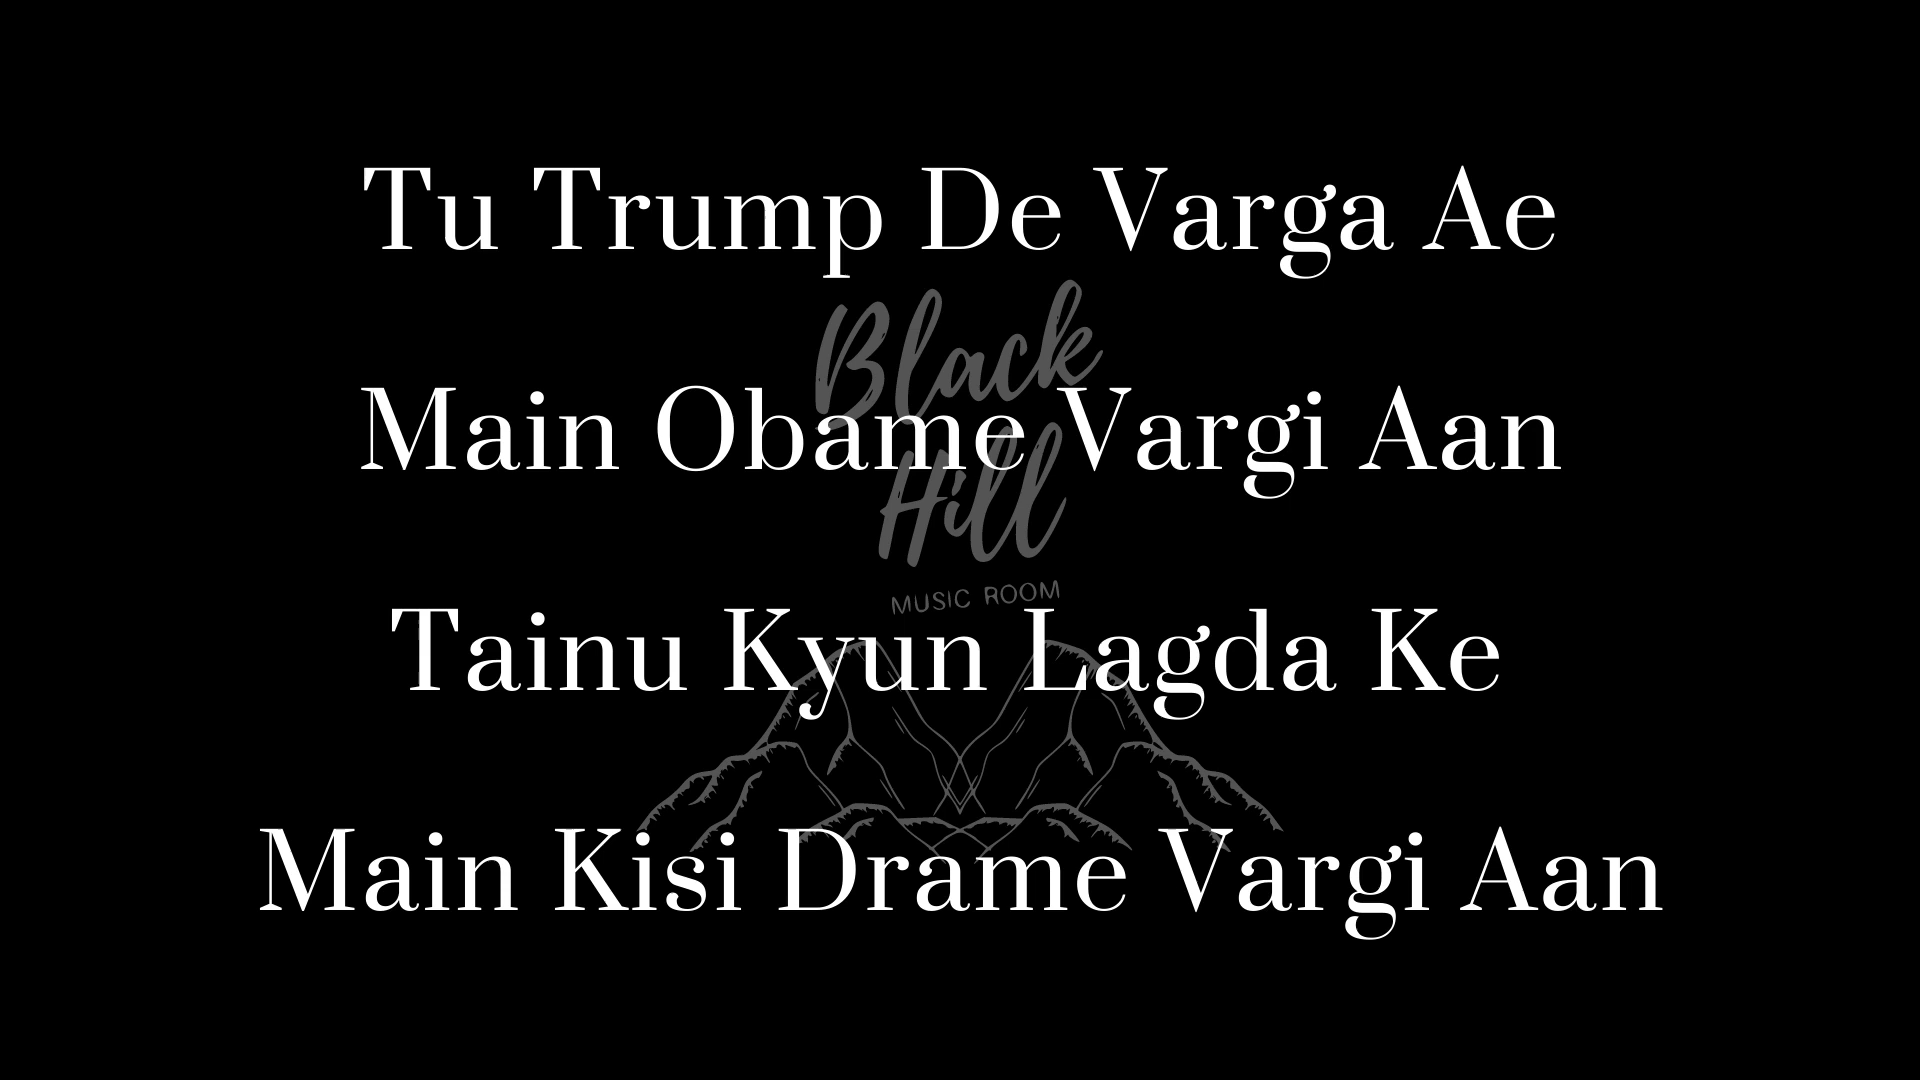 Tu Trump De Varga Ae
Black
Main Obame Vargi Aan
Hill
MUSIC ROOM
Tainu Kyun Lagda Ke
Main Kisi Drame Vargi Aan